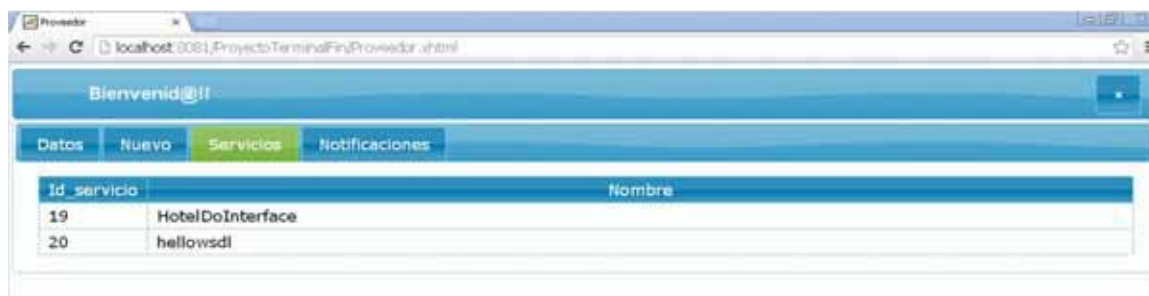 Proveedor
localhost:8081/ProyectoTerminalFin/Proveedor.xhtml
Bienvenid@!!
Datos Nuevo Servicios Notificaciones
Id_servicio Nombre
19 HotelDoInterface
20 hellowsdl